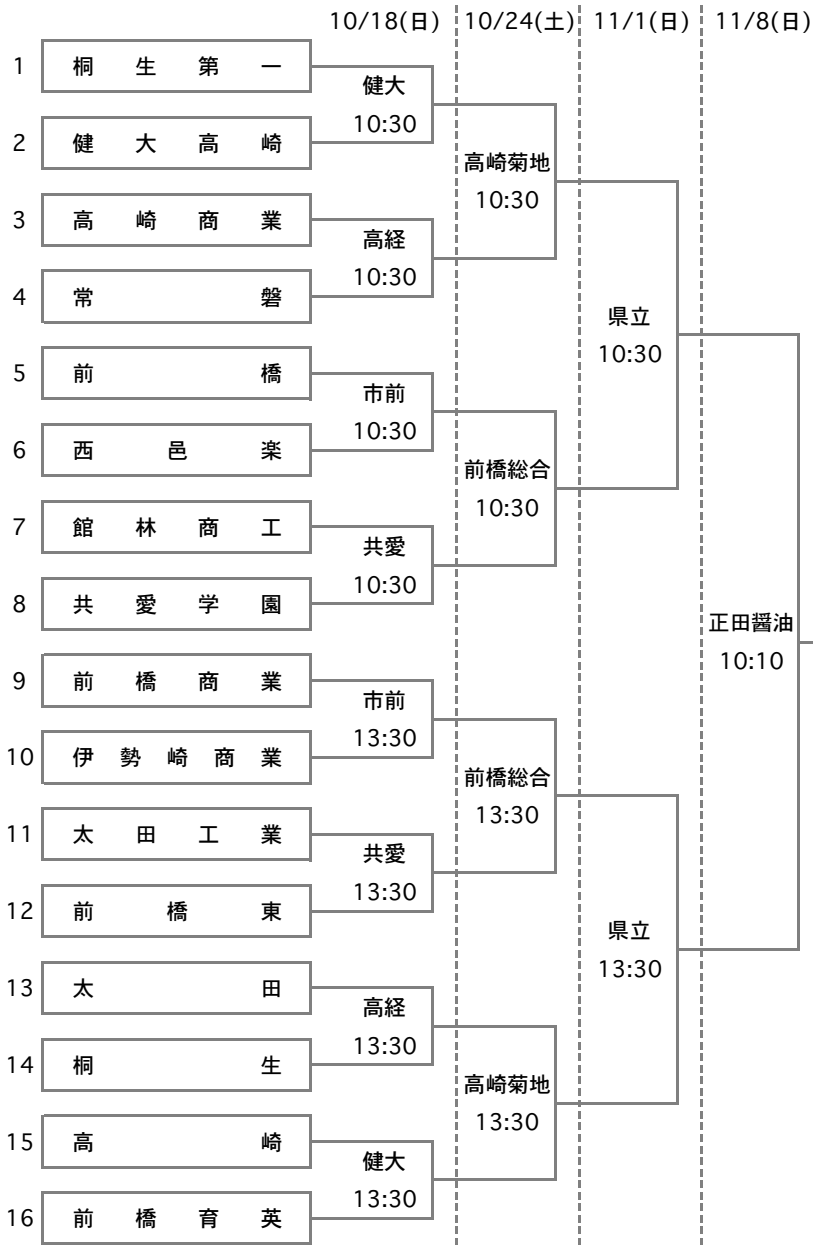 10/18(日) 10/24(土) 11/1(日) 11/8(日)
1 桐生第一
健大
10:30
2 健大高崎
高崎菊地
10:30
3 高崎商業
高経
10:30
4 常磐
県立
10:30
5 前橋
市前
10:30
6 西邑楽
前橋総合
10:30
7 館林商工
共愛
10:30
8 共愛学園
正田醤油
10:10
9 前橋商業
市前
13:30
10 伊勢崎商業
前橋総合
13:30
11 太田工業
共愛
13:30
12 前橋東
県立
13:30
13 太田
高経
13:30
14 桐生
高崎菊地
13:30
15 高崎
健大
13:30
16 前橋育英